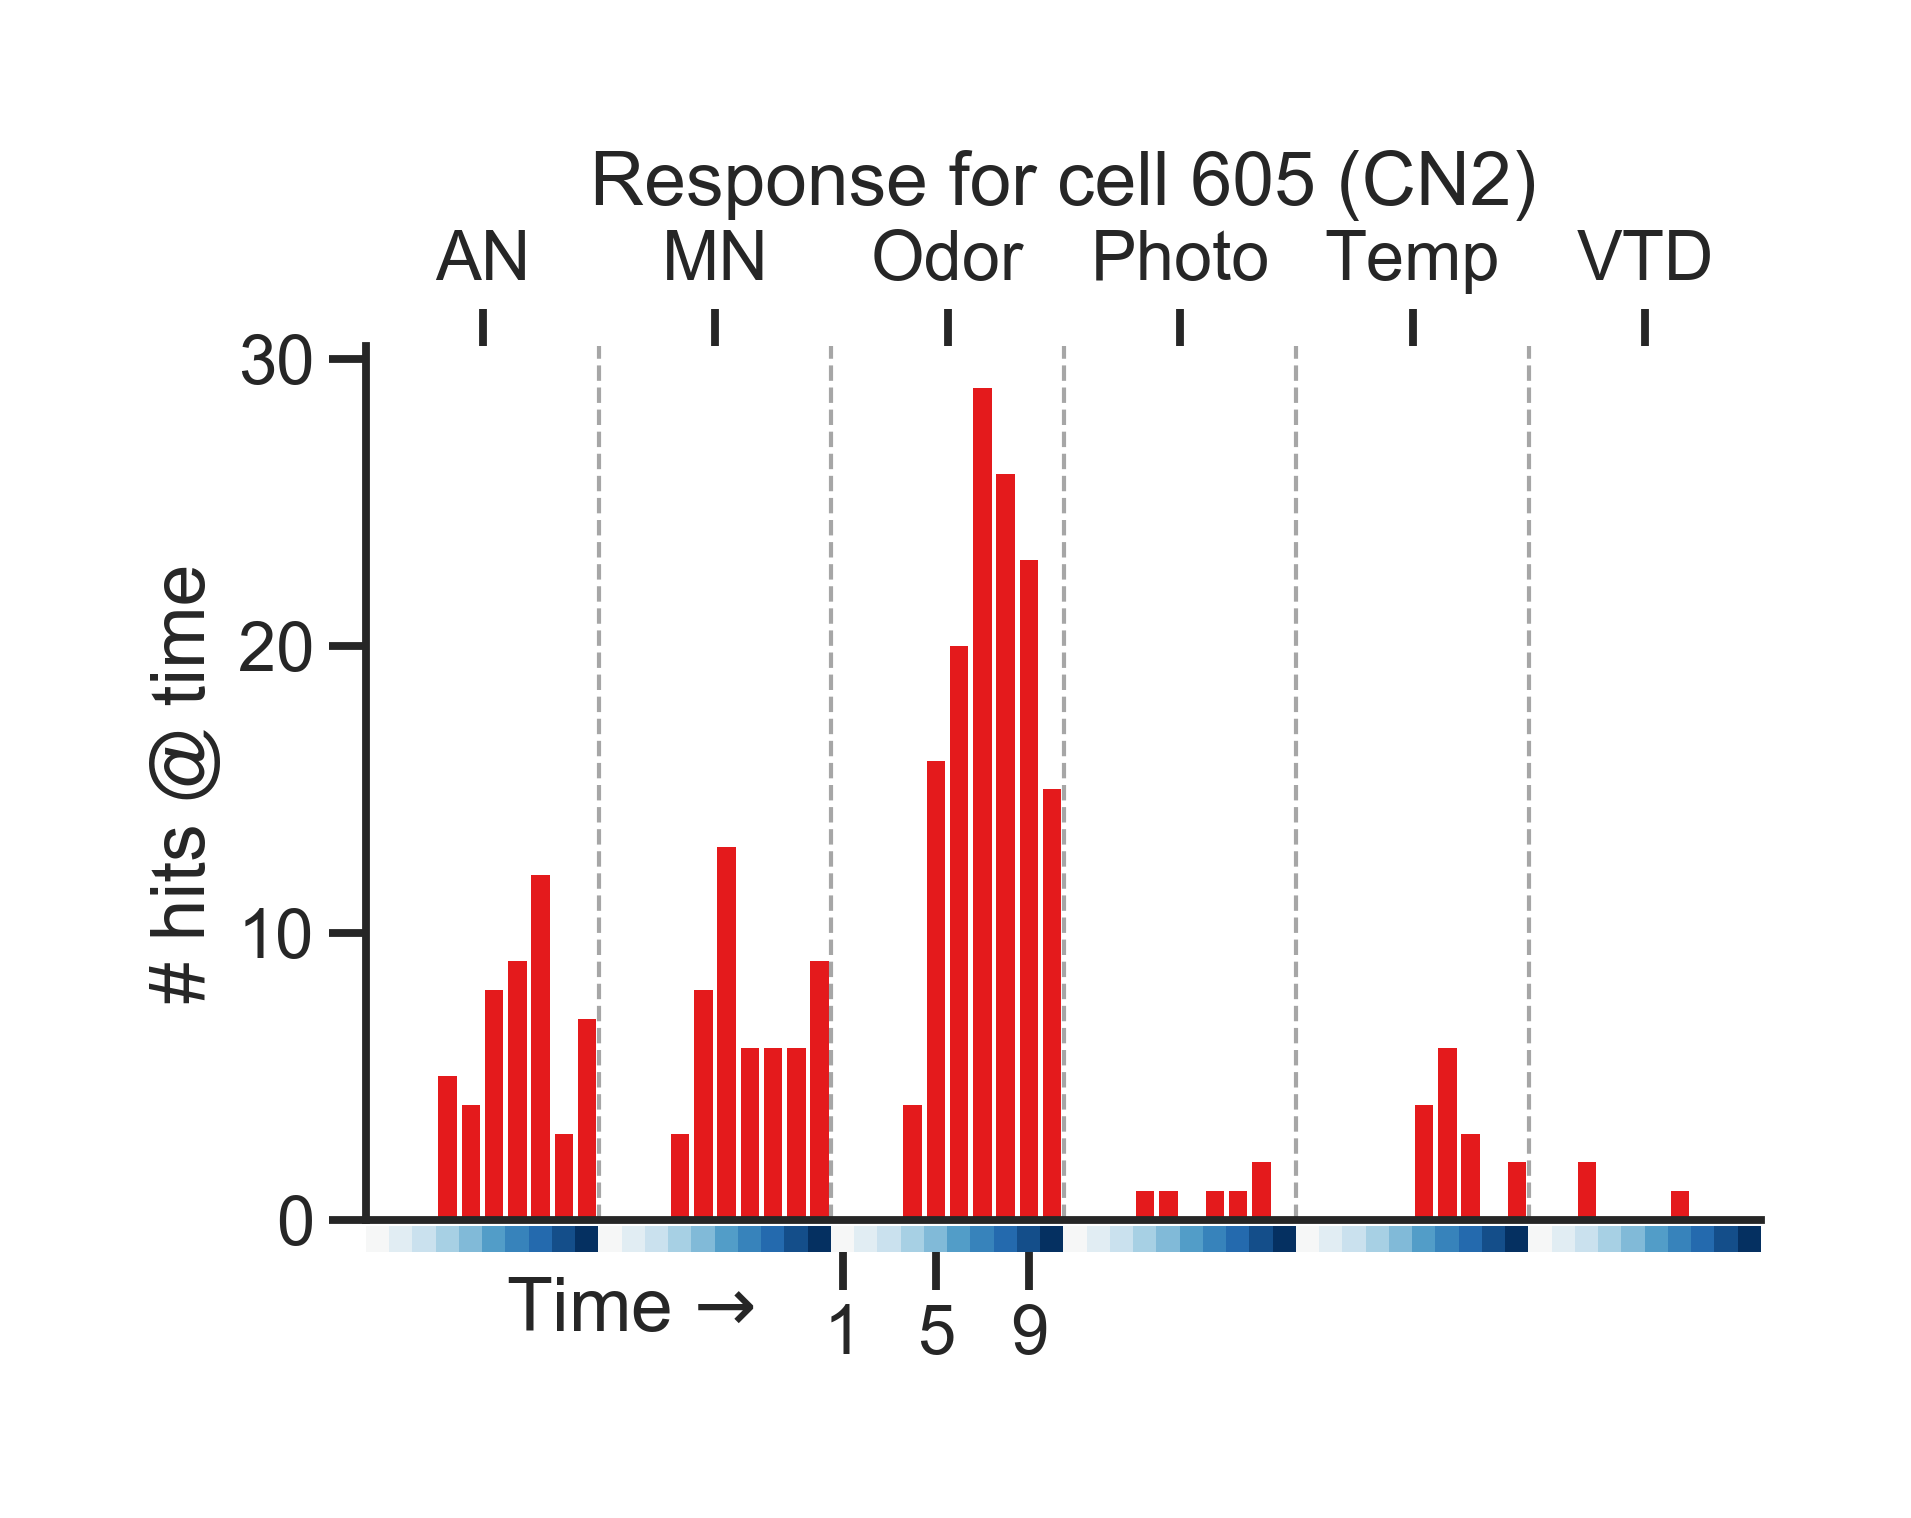 Response for cell 605 (CN2)
AN MN Odor Photo Temp VTD
30
20
10
0
# hits @ time
Time →
1 5 9